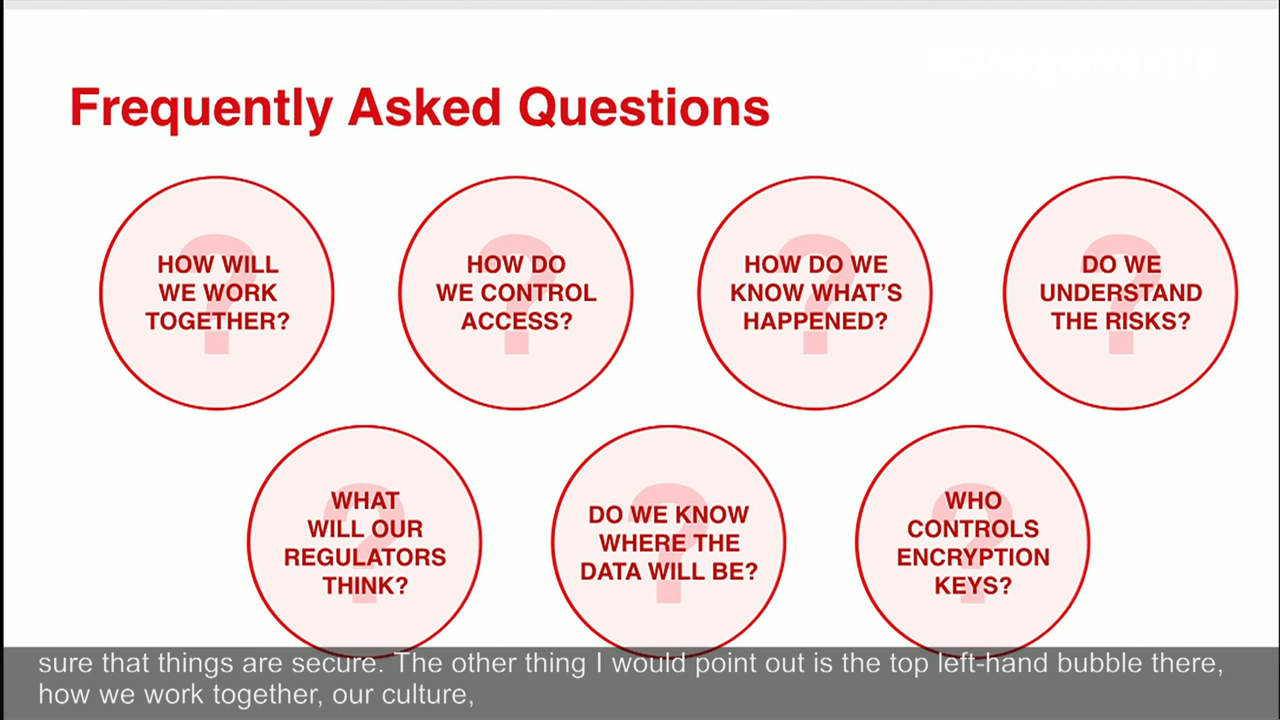 Frequently Asked Questions
HOW WILL
WE WORK
TOGETHER?
HOW DO
WE CONTROL
ACCESS?
HOW DO WE
KNOW WHAT'S
HAPPENED?
DO WE
UNDERSTAND
THE RISKS?
WHAT
WILL OUR
REGULATORS
THINK?
DO WE KNOW
WHERE THE
DATA WILL BE?
WHO
CONTROLS
ENCRYPTION
KEYS?
sure that things are secure. The other thing I would point out is the top left-hand bubble there,
how we work together, our culture,